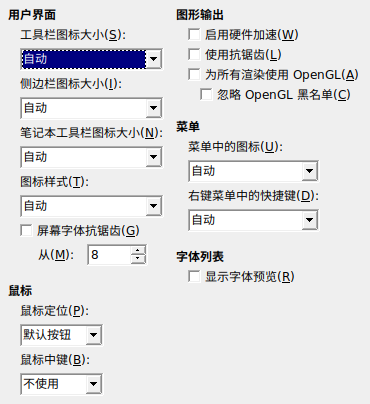 用户界面
工具栏图标大小(S):
自动
侧边栏图标大小(I):
自动
笔记本工具栏图标大小(N):
自动
图标样式(T):
自动
屏幕字体抗锯齿(G)
从(M): 8
鼠标
鼠标定位(P):
默认按钮
鼠标中键(B):
不使用
图形输出
启用硬件加速(W)
使用抗锯齿(L)
为所有渲染使用 OpenGL(A)
忽略 OpenGL 黑名单(C)
菜单
菜单中的图标(U):
自动
右键菜单中的快捷键(D):
自动
字体列表
显示字体预览(R)